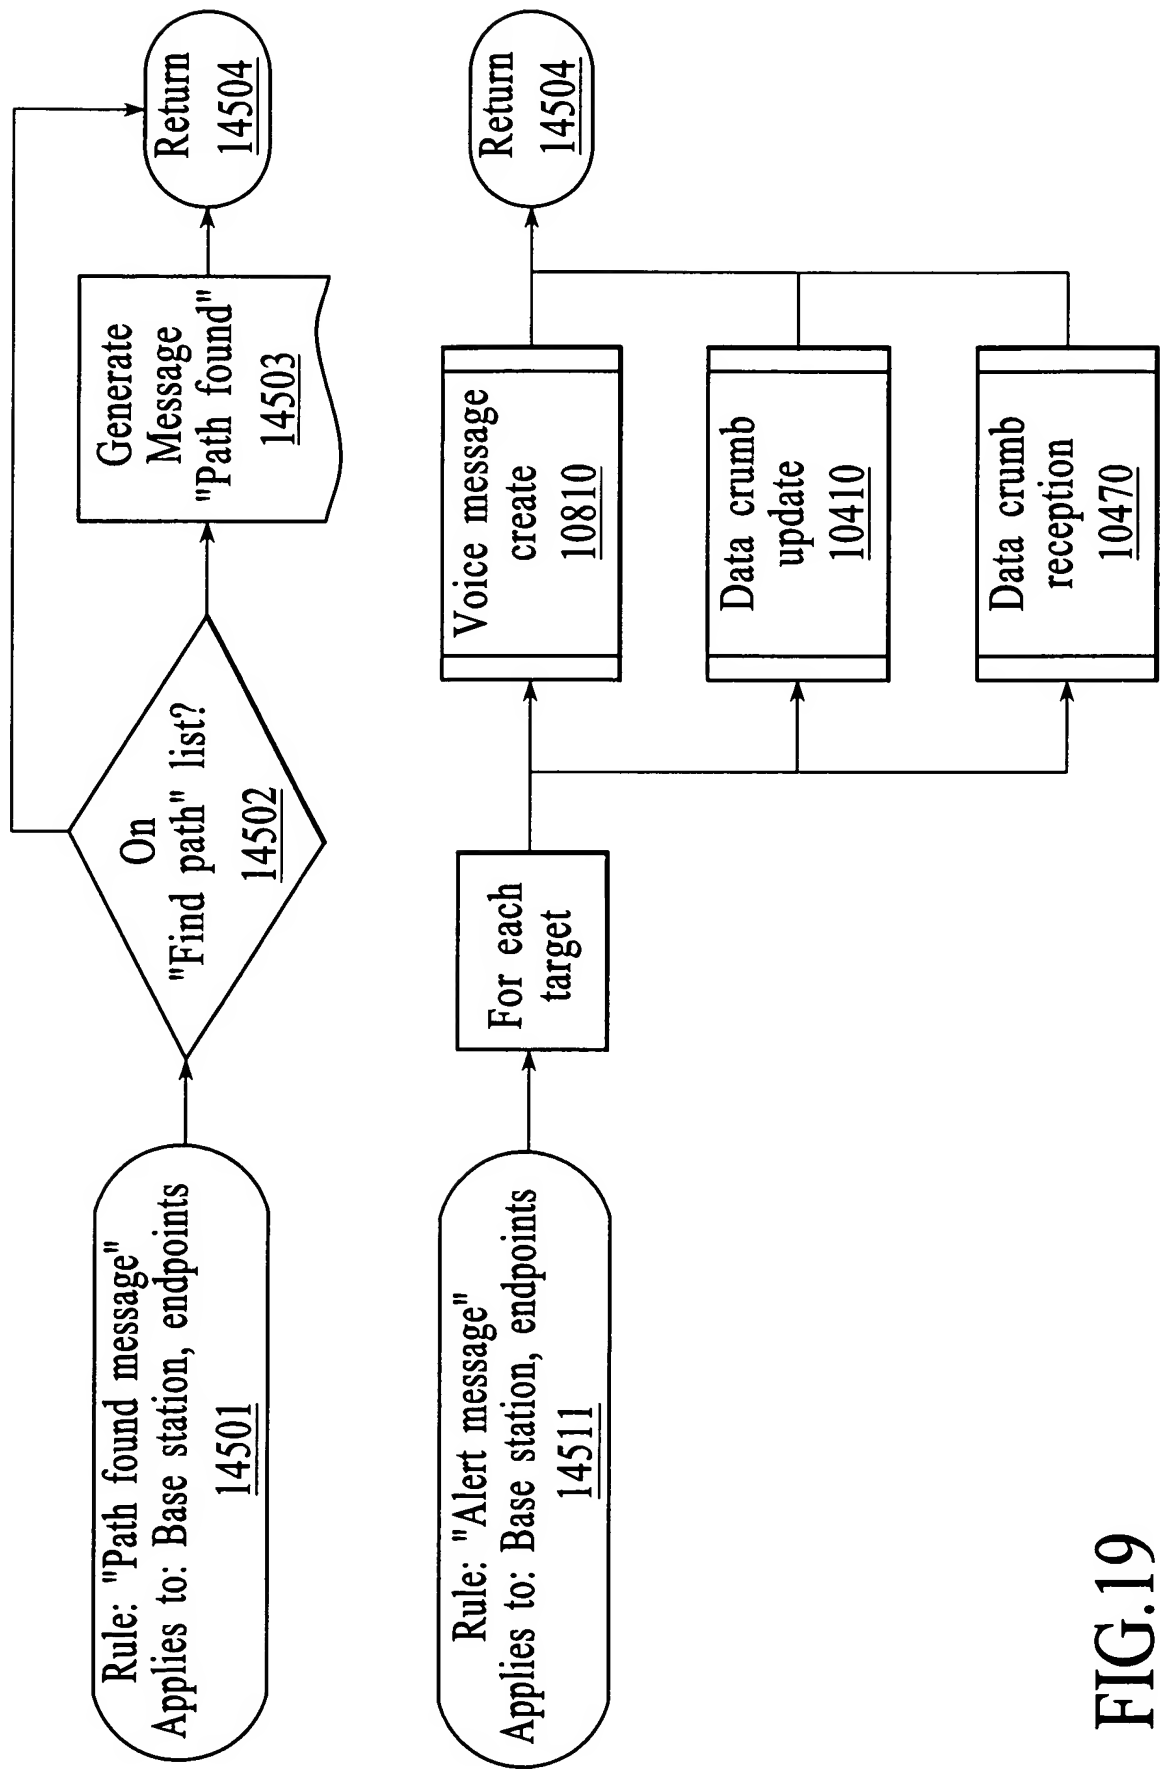 Rule: "Path found message"
Applies to: Base station, endpoints
14501
On
"Find path" list?
14502
Generate
Message
"Path found"
14503
Return
14504
Rule: "Alert message"
Applies to: Base station, endpoints
14511
For each
target
Voice message
create
10810
Data crumb
update
10410
Data crumb
reception
10470
Return
14504
FIG.19